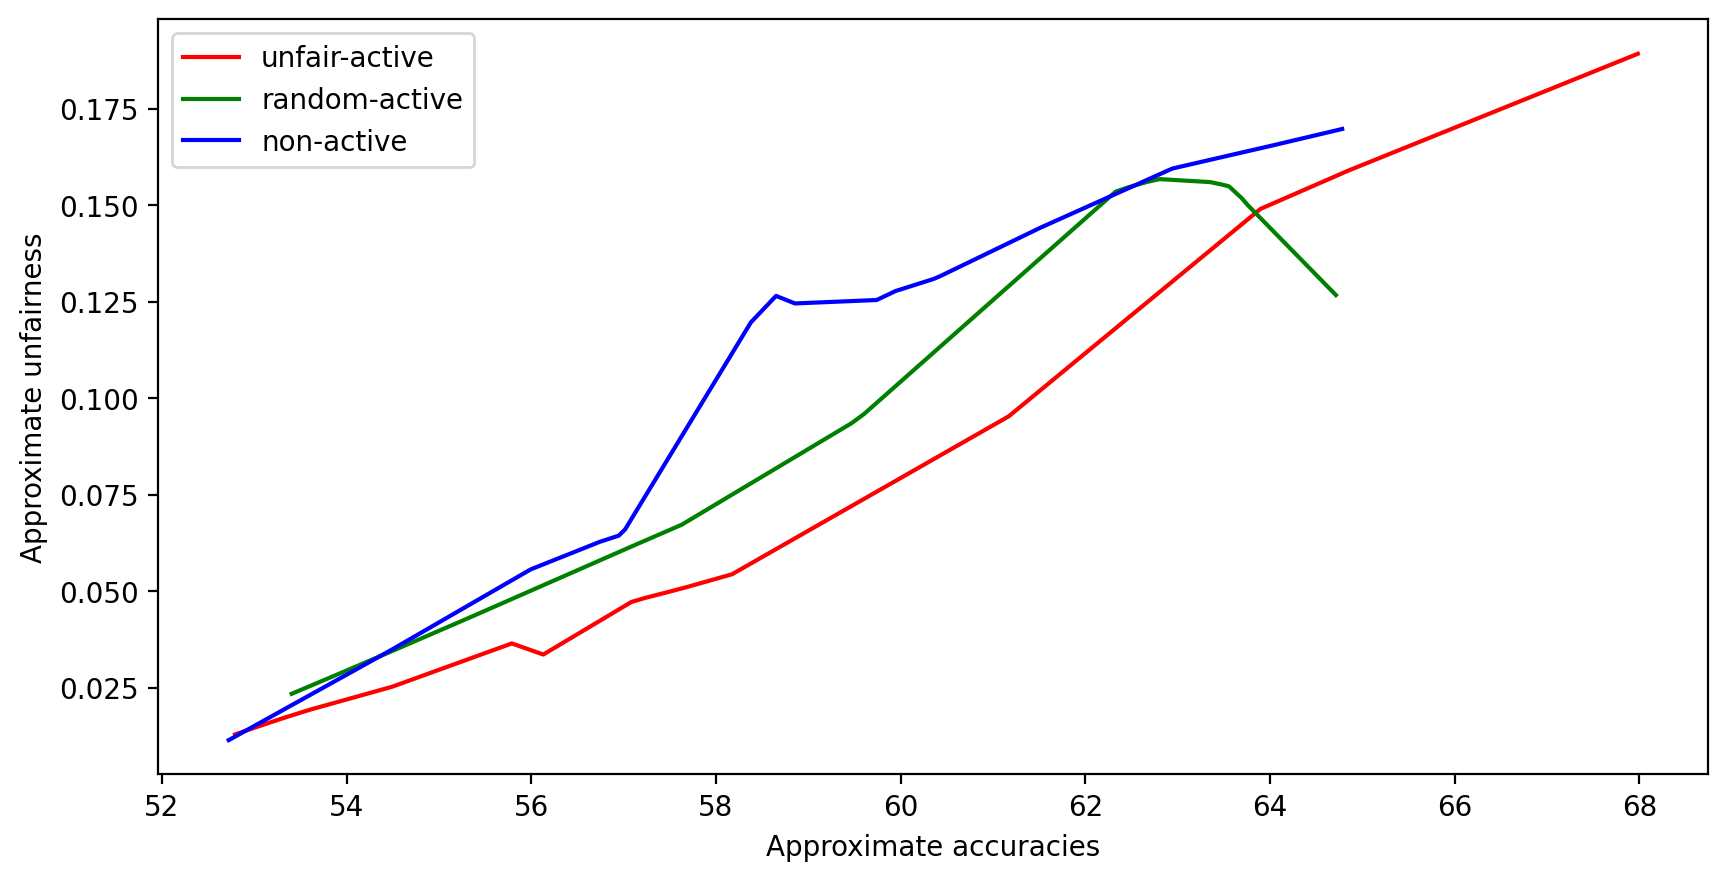 unfair-active
random-active
non-active
Approximate unfairness
0.175
0.150
0.125
0.100
0.075
0.050
0.025
52 54 56 58 60 62 64 66 68
Approximate accuracies